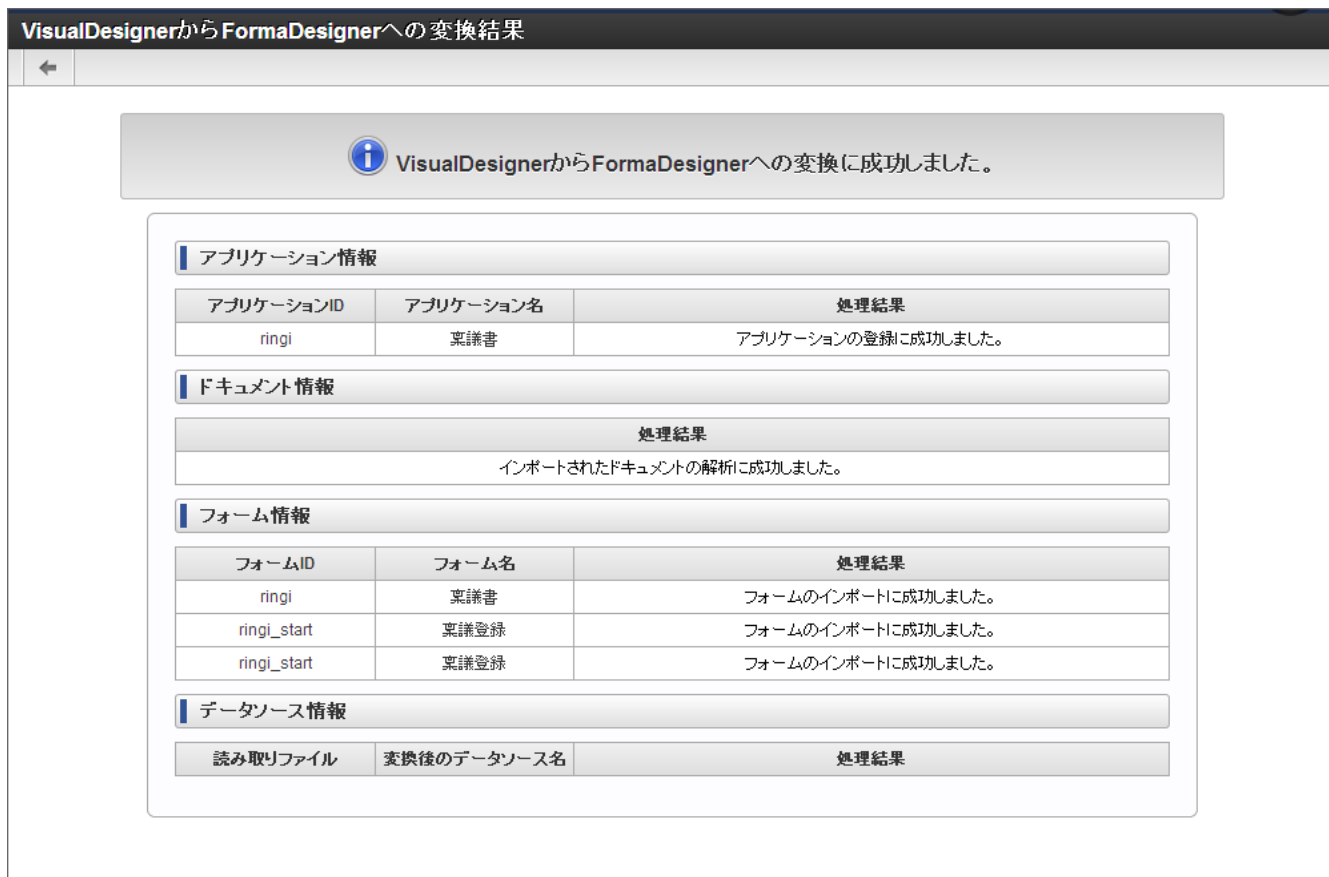 VisualDesignerからFormaDesignerへの変換結果
VisualDesignerからFormaDesignerへの変換に成功しました。
アプリケーション情報
アプリケーションID アプリケーション名 処理結果
ringi 稟議書 アプリケーションの登録に成功しました。
ドキュメント情報
処理結果
インポートされたドキュメントの解析に成功しました。
フォーム情報
フォームID フォーム名 処理結果
ringi 稟議書 フォームのインポートに成功しました。
ringi_start 稟議登録 フォームのインポートに成功しました。
ringi_start 稟議登録 フォームのインポートに成功しました。
データソース情報
読み取りファイル 変換後のデータソース名 処理結果